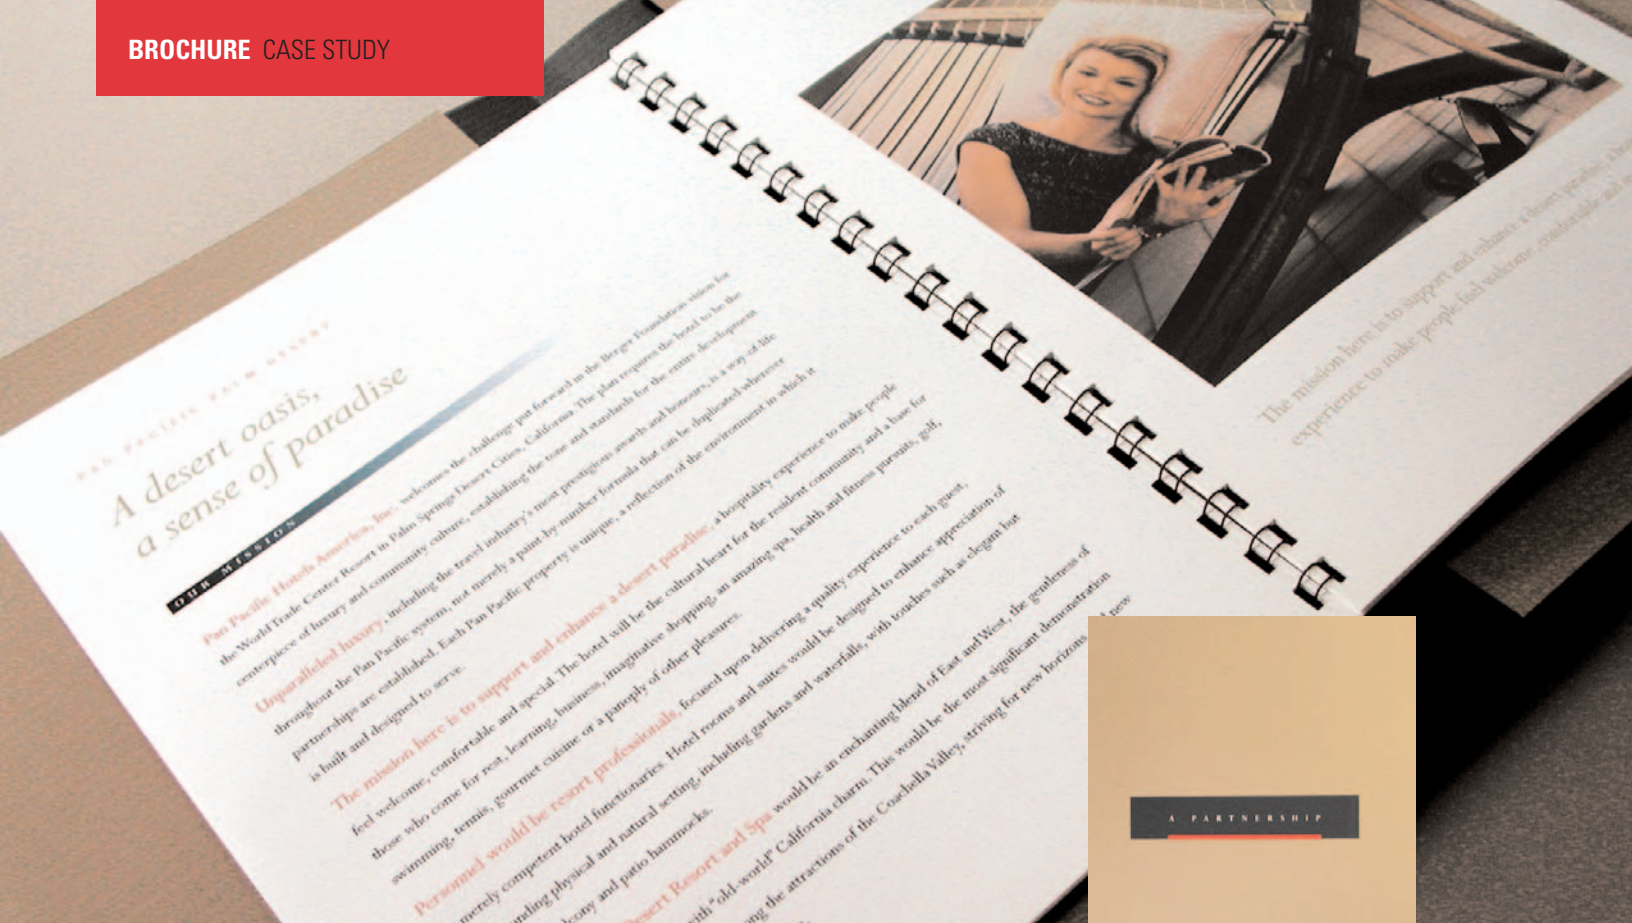 BROCHURE CASE STUDY
PAN PACIFIC PALM DESERT
A desert oasis,
a sense of paradise
OUR MISSION
Pan Pacific Hotels America, Inc. welcomes the challenge put forward in the Berger Foundation vision for
the World Trade Center Resort in Palm Springs Desert Cities, California. The plan requires the hotel to be the
centerpiece of luxury and community culture, establishing the tone and standards for the entire development
Unparalleled luxury, including the travel industry's most prestigious awards and honours, is a way of life
throughout the Pan Pacific system, not merely a paint-by-number formula that can be duplicated wherever
partnerships are established. Each Pan Pacific property is unique, a reflection of the environment in which it
is built and designed to serve.
The mission here is to support and enhance a desert paradise, a hospitality experience to make people
feel welcome, comfortable and special. The hotel will be the cultural heart for the resident community and a base for
those who come for rest, learning, business, imaginative shopping, an amazing spa, health and fitness pursuits, golf,
swimming, tennis, gourmet cuisine or a panoply of other pleasures.
Personnel would be resort professionals, focused upon delivering a quality experience to each guest,
merely competent hotel functionaries. Hotel rooms and suites would be designed to enhance appreciation of
physical and natural setting, including gardens and waterfalls, with touches such as elegant but
and patio hammocks.
Desert Resort and Spa would be an enchanting blend of East and West, the gentleness of
"old-world" California charm. This would be the most significant demonstration
the attractions of the Coachella Valley, striving for new horizons new
The mission here is to support and enhance a desert paradise, a
experience to make people feel welcome, comfortable and
A PARTNERSHIP